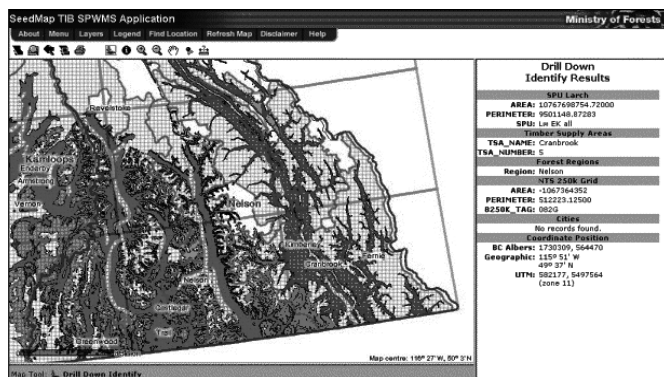 SeedMap TIB SPWMS Application
Ministry of Forests
About Menu Layers Legend Find Location Refresh Map Disclaimer Help
Revelstoke
Kamloops
Enderby
Armstrong
Vernon
Nelson
Kimberley
Cranbrook
Fernie
Nelson
Castlegar
Trail
Greenwood
Map centre: 116° 27' W, 50° 3' N
Map Tool: Drill Down Identify
Drill Down
Identify Results
SPU Larch
AREA: 10767698754.72000
PERIMETER: 9501148.87283
SPU: Lw EK all
Timber Supply Areas
TSA_NAME: Cranbrook
TSA_NUMBER: 5
Forest Regions
Region: Nelson
NTS 250k Grid
AREA: -1067364352
PERIMETER: 512223.12500
B250K_TAG: 082G
Cities
No records found.
Coordinate Position
BC Albers: 1730309, 564470
Geographic: 115° 51' W
49° 37' N
UTM: 582177, 5497564
(zone 11)